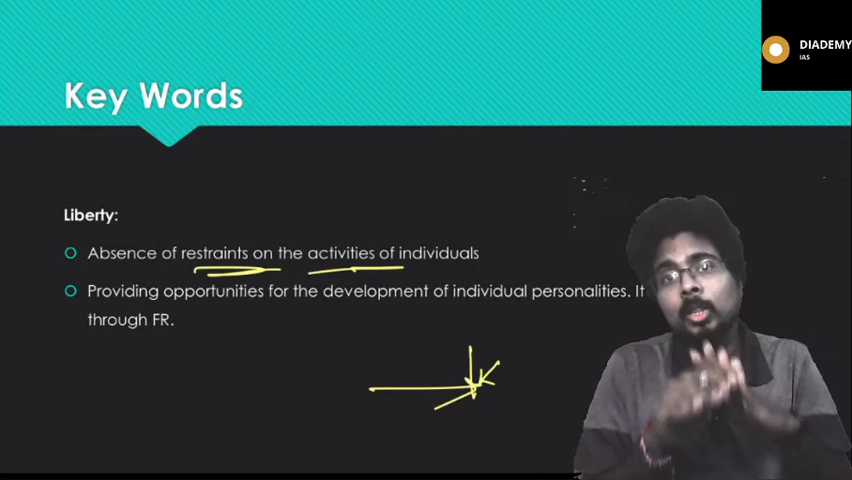 DIADEMY
IAS
Key Words
Liberty:
Absence of restraints on the activities of individuals
Providing opportunities for the development of individual personalities. It
through FR.